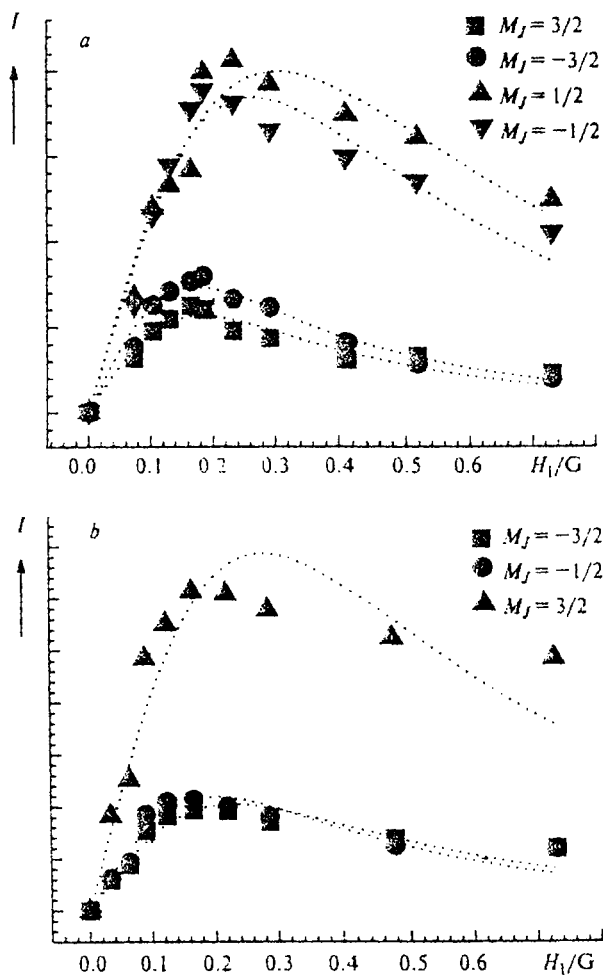 I
a
M_J = 3/2
M_J = −3/2
M_J = 1/2
M_J = −1/2
0.0 0.1 0.2 0.3 0.4 0.5 0.6 H_1/G
I
b
M_J = −3/2
M_J = −1/2
M_J = 3/2
0.0 0.1 0.2 0.3 0.4 0.5 0.6 H_1/G